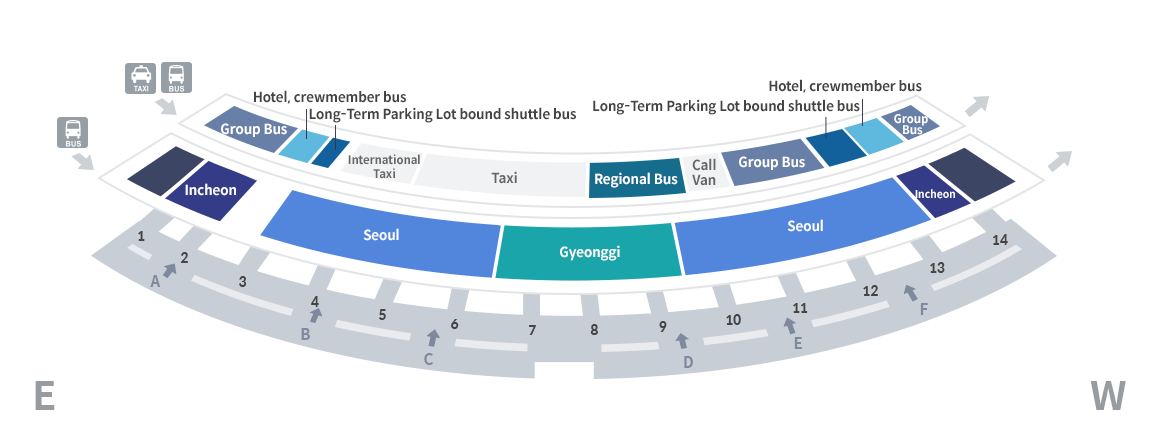 TAXI
BUS
BUS
Hotel, crewmember bus
Long-Term Parking Lot bound shuttle bus
Hotel, crewmember bus
Long-Term Parking Lot bound shuttle bus
Group Bus
International
Taxi
Taxi
Regional Bus
Call
Van
Group Bus
Group
Bus
Incheon
Seoul
Gyeonggi
Seoul
Incheon
1
2
3
4
5
6
7
8
9
10
11
12
13
14
A
B
C
D
E
F
E
W